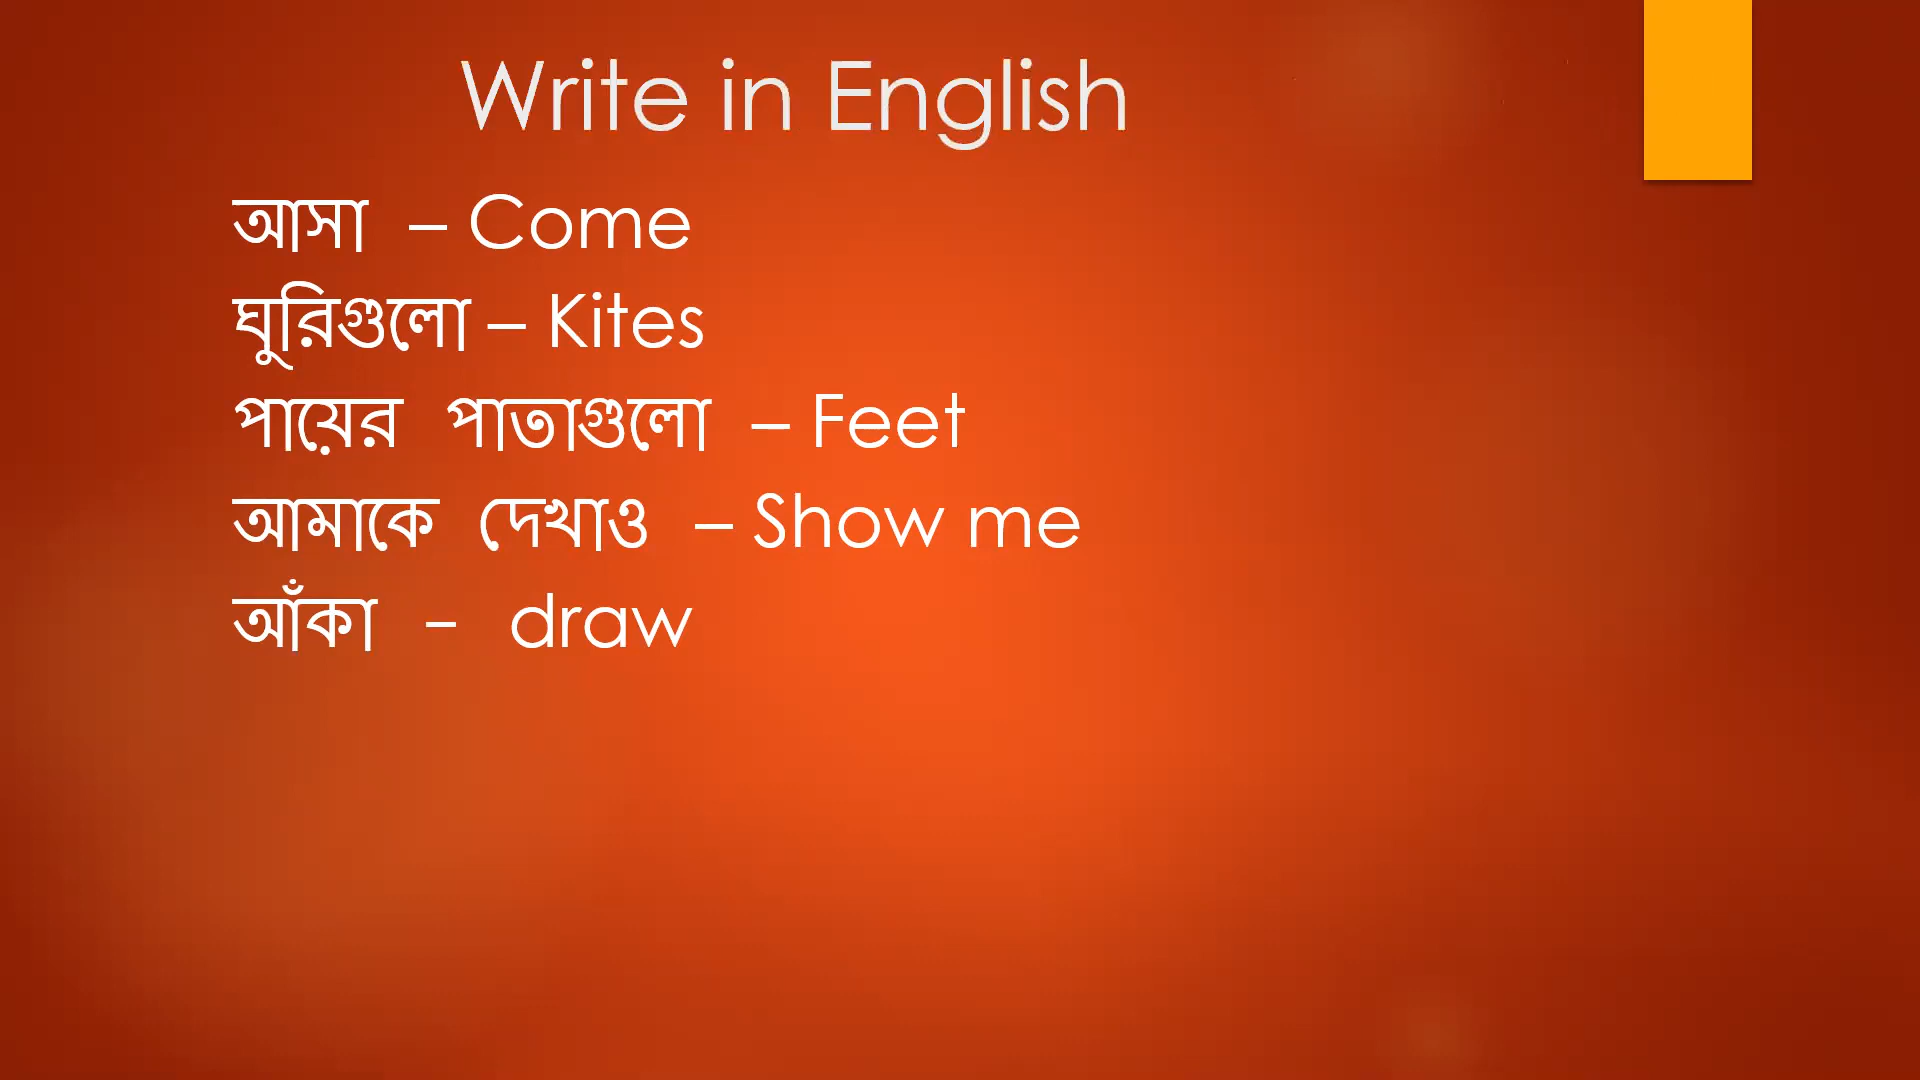 Write in English
আসা – Come
ঘুরিগুলো – Kites
পায়ের পাতাগুলো – Feet
আমাকে দেখাও – Show me
আঁকা – draw